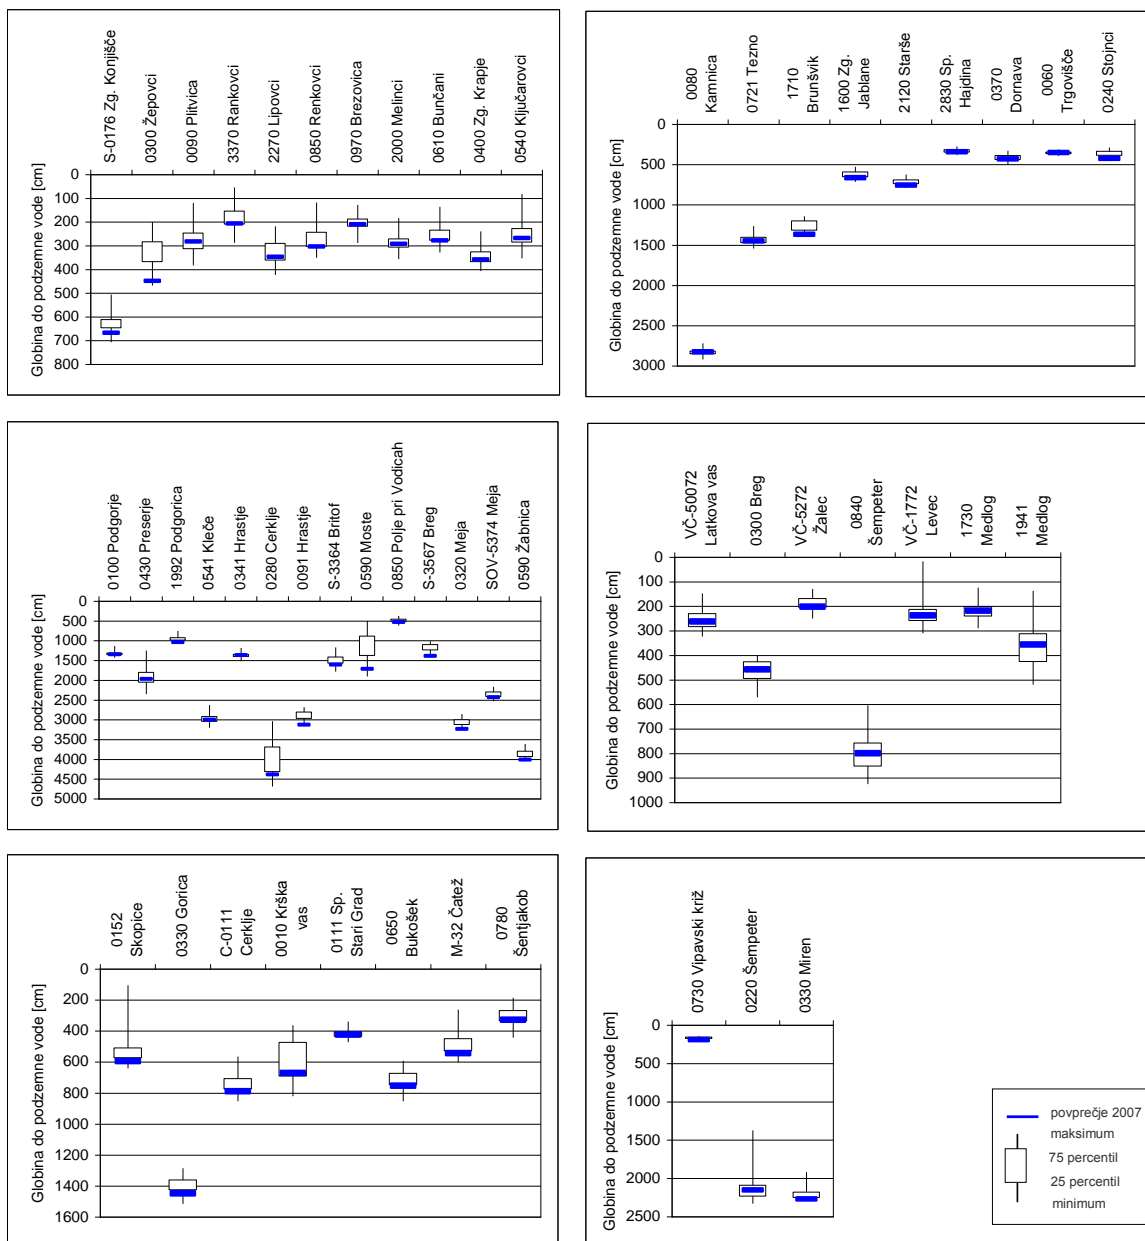 S-0176 Zg. Konjišče
0300 Žepovci
0090 Plitvica
3370 Rankovci
2270 Lipovci
0850 Renkovci
0970 Brezovica
2000 Melinci
0610 Bunčani
0400 Zg. Krapje
0540 Ključarovci
Globina do podzemne vode [cm]
0
100
200
300
400
500
600
700
800
0080
Kamnica
0721 Tezno
1710
Brunšvik
1600 Zg.
Jablane
2120 Starše
2830 Sp.
Hajdina
0370
Dornava
0060
Trgovišče
0240 Stojnci
Globina do podzemne vode [cm]
0
500
1000
1500
2000
2500
3000
0100 Podgorje
0430 Preserje
1992 Podgorica
0541 Kleče
0341 Hrastje
0280 Cerklje
0091 Hrastje
S-3364 Britof
0590 Moste
0850 Polje pri Vodicah
S-3567 Breg
0320 Meja
SOV-5374 Meja
0590 Žabnica
Globina do podzemne vode [cm]
0
500
1000
1500
2000
2500
3000
3500
4000
4500
5000
VČ-50072
Latkova vas
0300 Breg
VČ-5272
Žalec
0840
Šempeter
VČ-1772
Levec
1730
Medlog
1941
Medlog
Globina do podzemne vode [cm]
0
100
200
300
400
500
600
700
800
900
1000
0152
Skopice
0330 Gorica
C-0111
Cerklje
0010 Krška
vas
0111 Sp.
Stari Grad
0650
Bukošek
M-32 Čatež
0780
Šentjakob
Globina do podzemne vode [cm]
0
200
400
600
800
1000
1200
1400
1600
0730 Vipavski križ
0220 Šempeter
0330 Miren
Globina do podzemne vode [cm]
0
500
1000
1500
2000
2500
povprečje 2007
maksimum
75 percentil
25 percentil
minimum